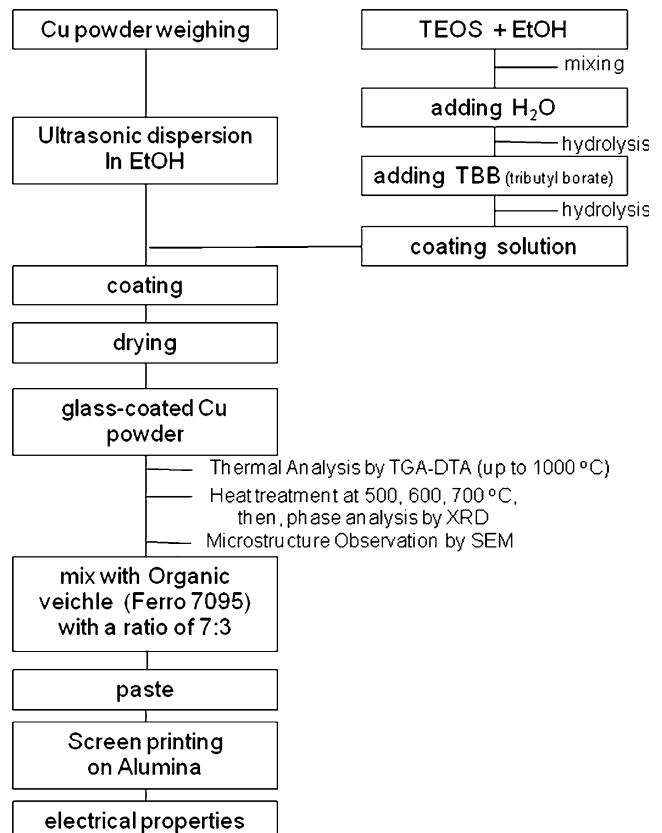 Cu powder weighing
TEOS + EtOH
mixing
adding H₂O
hydrolysis
Ultrasonic dispersion
In EtOH
adding TBB (tributyl borate)
hydrolysis
coating solution
coating
drying
glass-coated Cu
powder
Thermal Analysis by TGA-DTA (up to 1000 ºC)
Heat treatment at 500, 600, 700 ºC,
then, phase analysis by XRD
Microstructure Observation by SEM
mix with Organic
veichle (Ferro 7095)
with a ratio of 7:3
paste
Screen printing
on Alumina
electrical properties